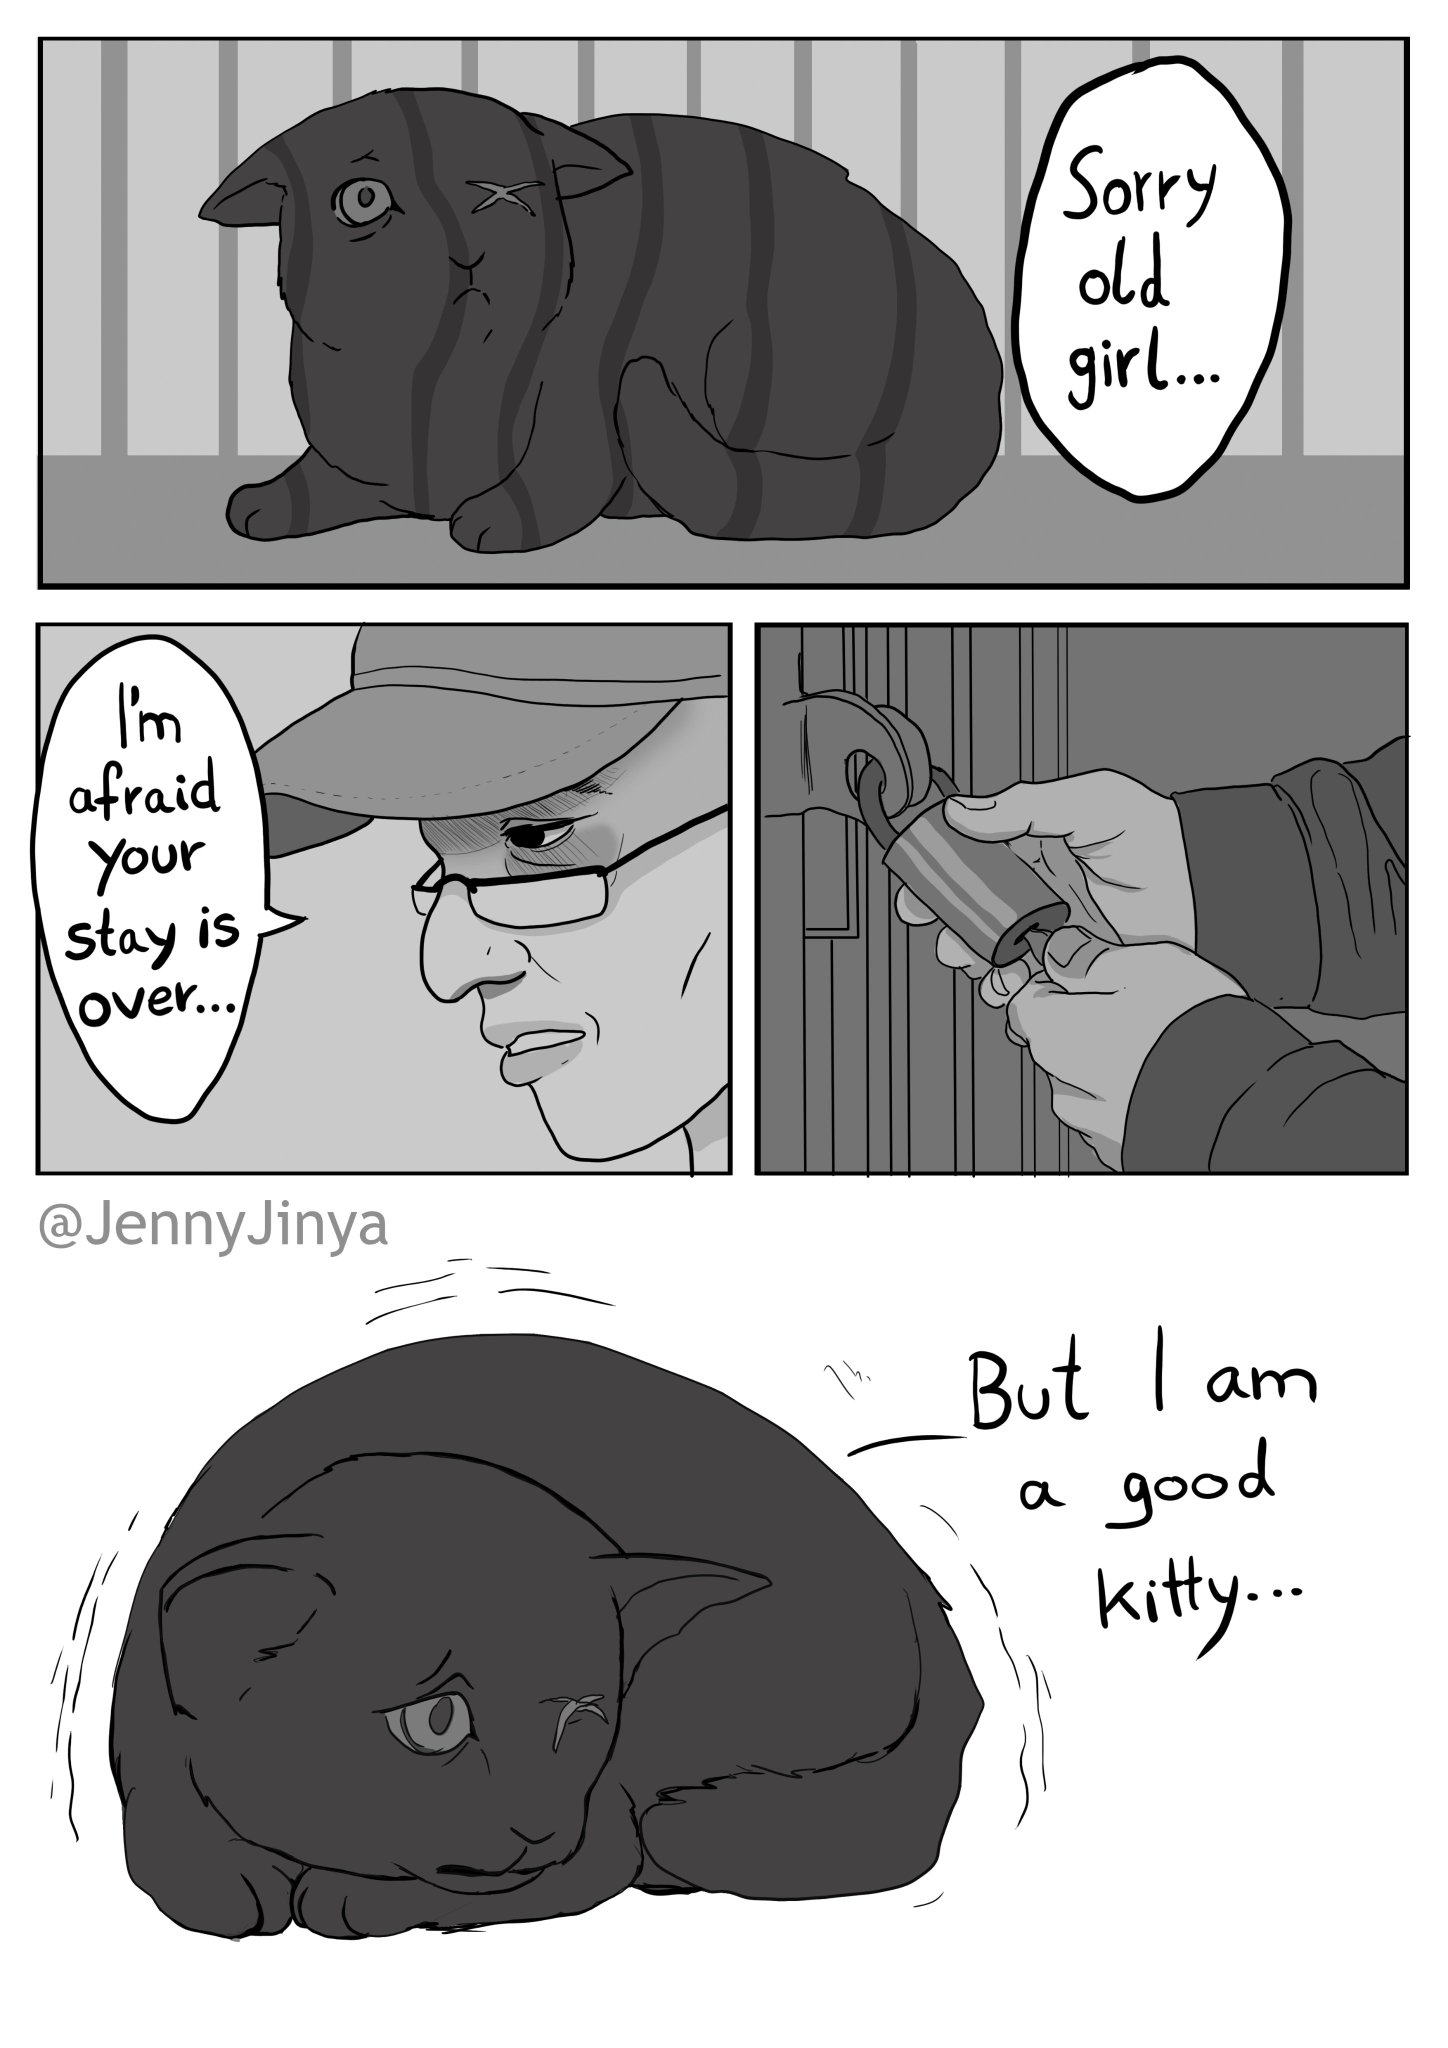 Sorry
old
girl...
I'm
afraid
your
stay is
over...
@JennyJinya
But I am
a good
kitty...